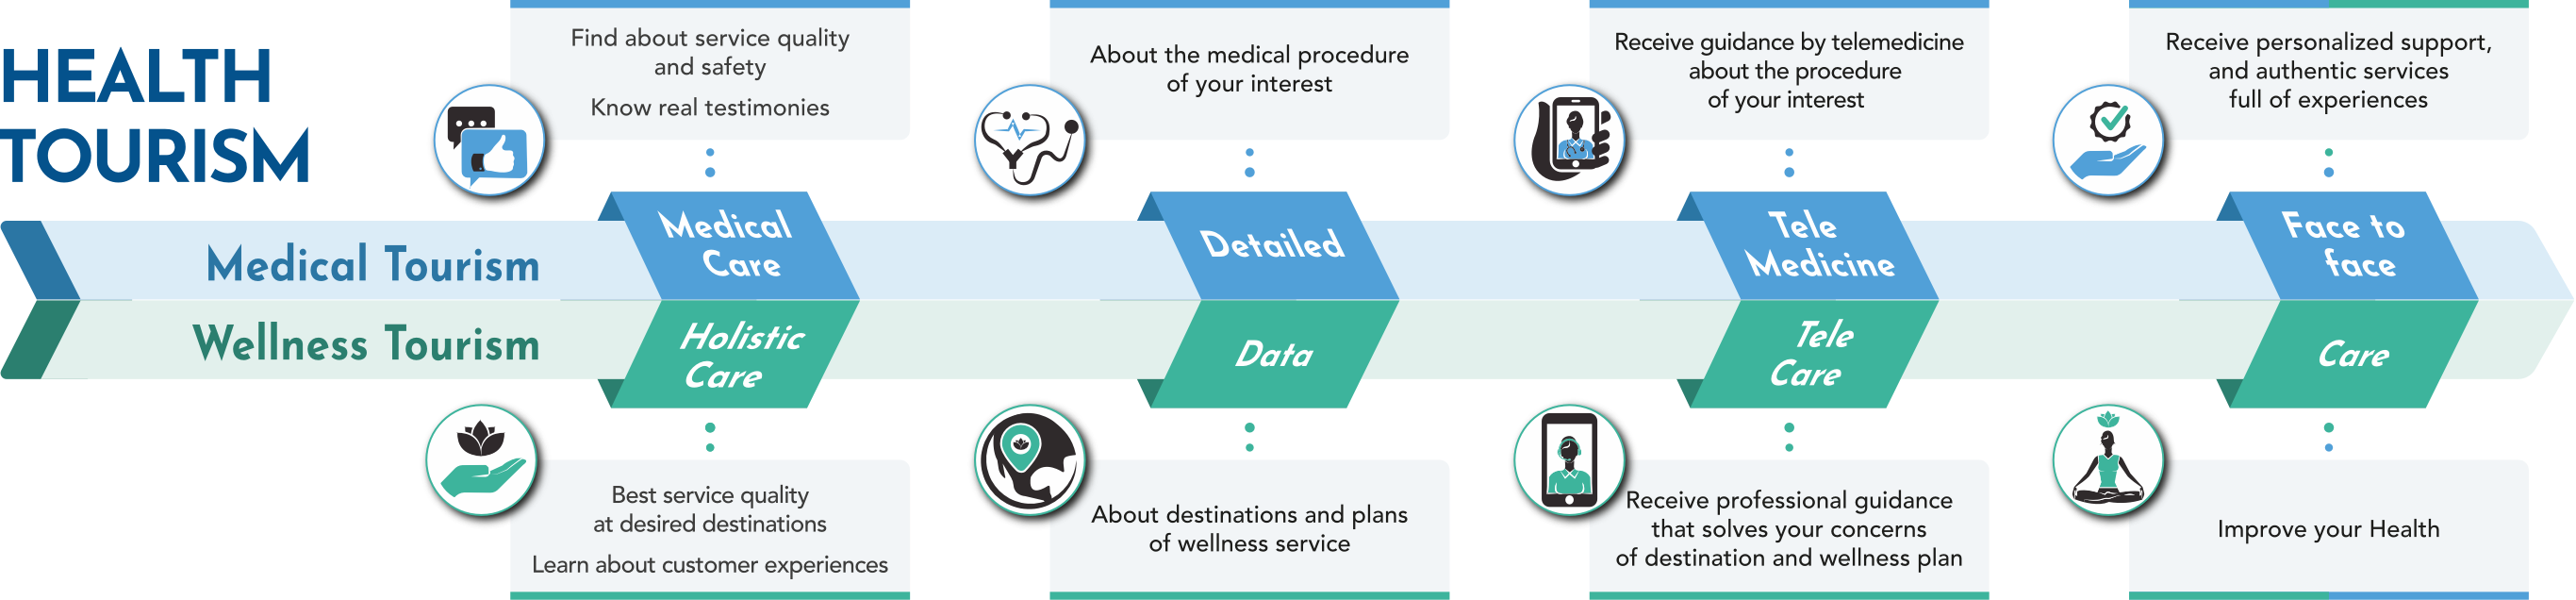 HEALTH
TOURISM
Find about service quality
and safety
Know real testimonies
About the medical procedure
of your interest
Receive guidance by telemedicine
about the procedure
of your interest
Receive personalized support,
and authentic services
full of experiences
Medical Tourism
Medical
Care
Detailed
Tele
Medicine
Face to
face
Wellness Tourism
Holistic
Care
Data
Tele
Care
Care
Best service quality
at desired destinations
Learn about customer experiences
About destinations and plans
of wellness service
Receive professional guidance
that solves your concerns
of destination and wellness plan
Improve your Health